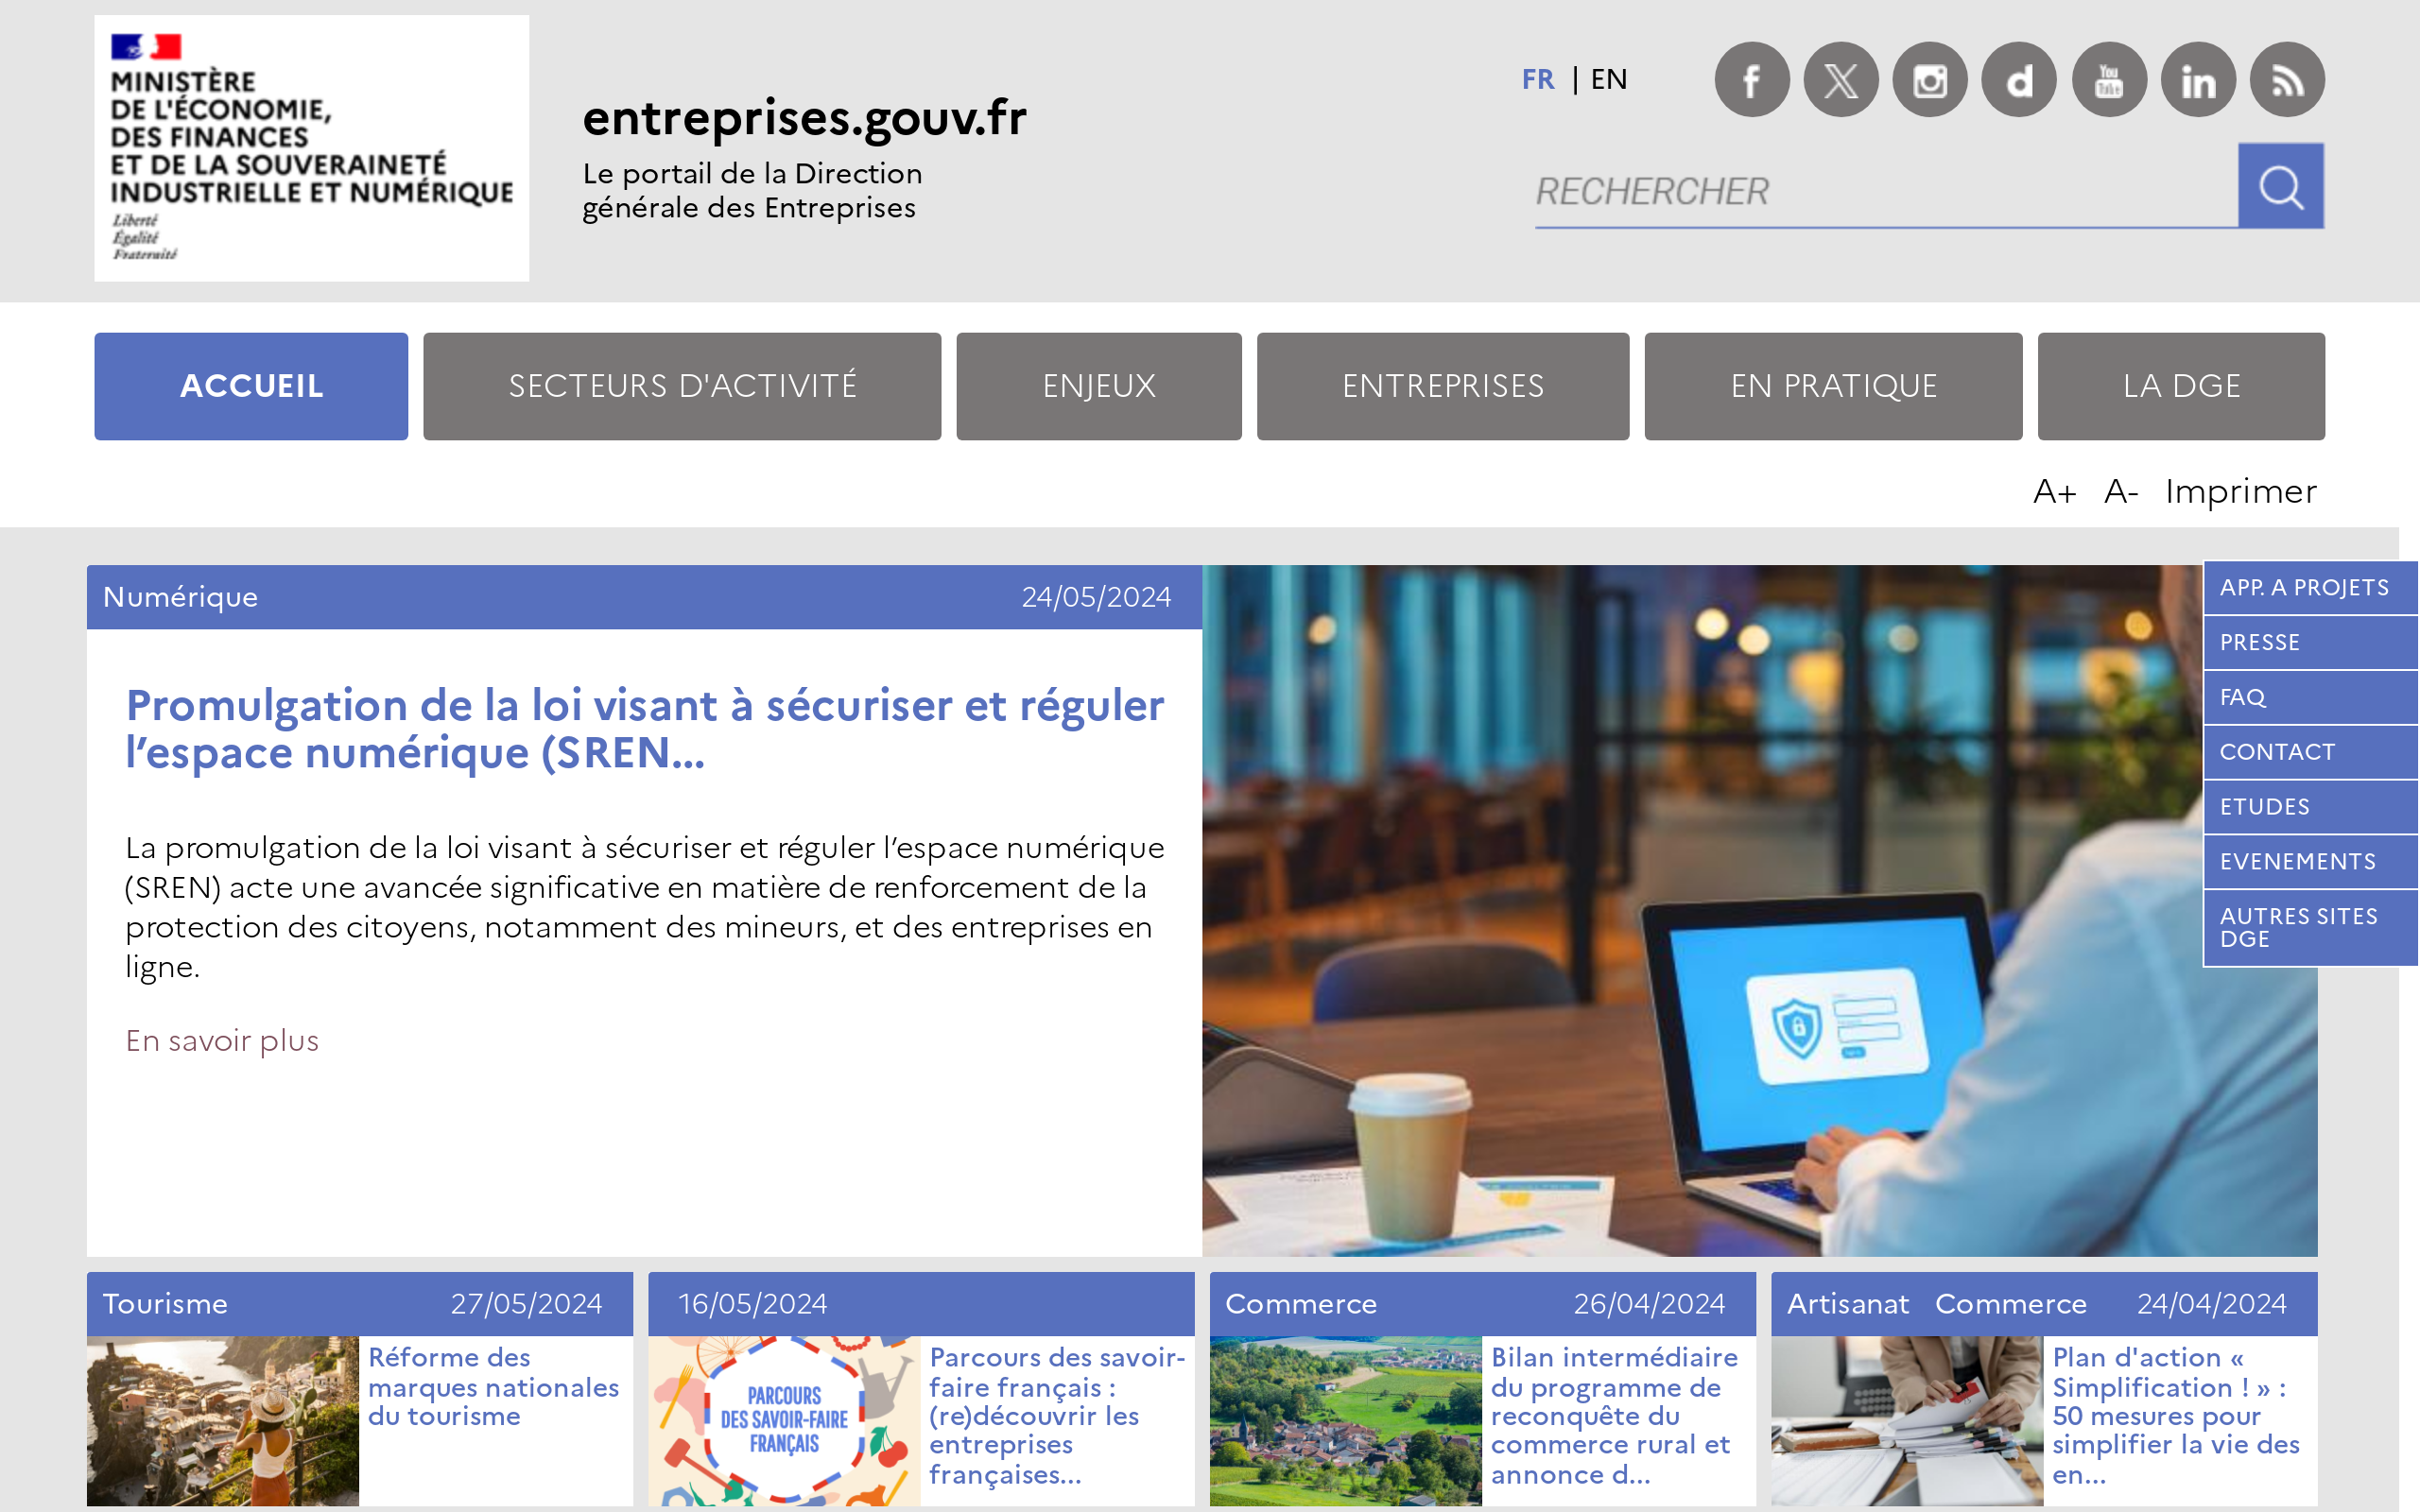 MINISTÈRE
DE L'ÉCONOMIE,
DES FINANCES
ET DE LA SOUVERAINETÉ
INDUSTRIELLE ET NUMÉRIQUE
Liberté
Égalité
Fraternité
entreprises.gouv.fr
Le portail de la Direction
générale des Entreprises
FR | EN
You
Tube
RECHERCHER
ACCUEIL
SECTEURS D'ACTIVITÉ
ENJEUX
ENTREPRISES
EN PRATIQUE
LA DGE
A+ A- Imprimer
Numérique 24/05/2024
Promulgation de la loi visant à sécuriser et réguler
l’espace numérique (SREN...
La promulgation de la loi visant à sécuriser et réguler l’espace numérique
(SREN) acte une avancée significative en matière de renforcement de la
protection des citoyens, notamment des mineurs, et des entreprises en
ligne.
En savoir plus
APP. A PROJETS
PRESSE
FAQ
CONTACT
ETUDES
EVENEMENTS
AUTRES SITES
DGE
Tourisme 27/05/2024
Réforme des
marques nationales
du tourisme
16/05/2024
PARCOURS
DES SAVOIR-FAIRE
FRANÇAIS
Parcours des savoir-
faire français :
(re)découvrir les
entreprises
françaises...
Commerce 26/04/2024
Bilan intermédiaire
du programme de
reconquête du
commerce rural et
annonce d...
Artisanat Commerce 24/04/2024
Plan d'action «
Simplification ! » :
50 mesures pour
simplifier la vie des
en...